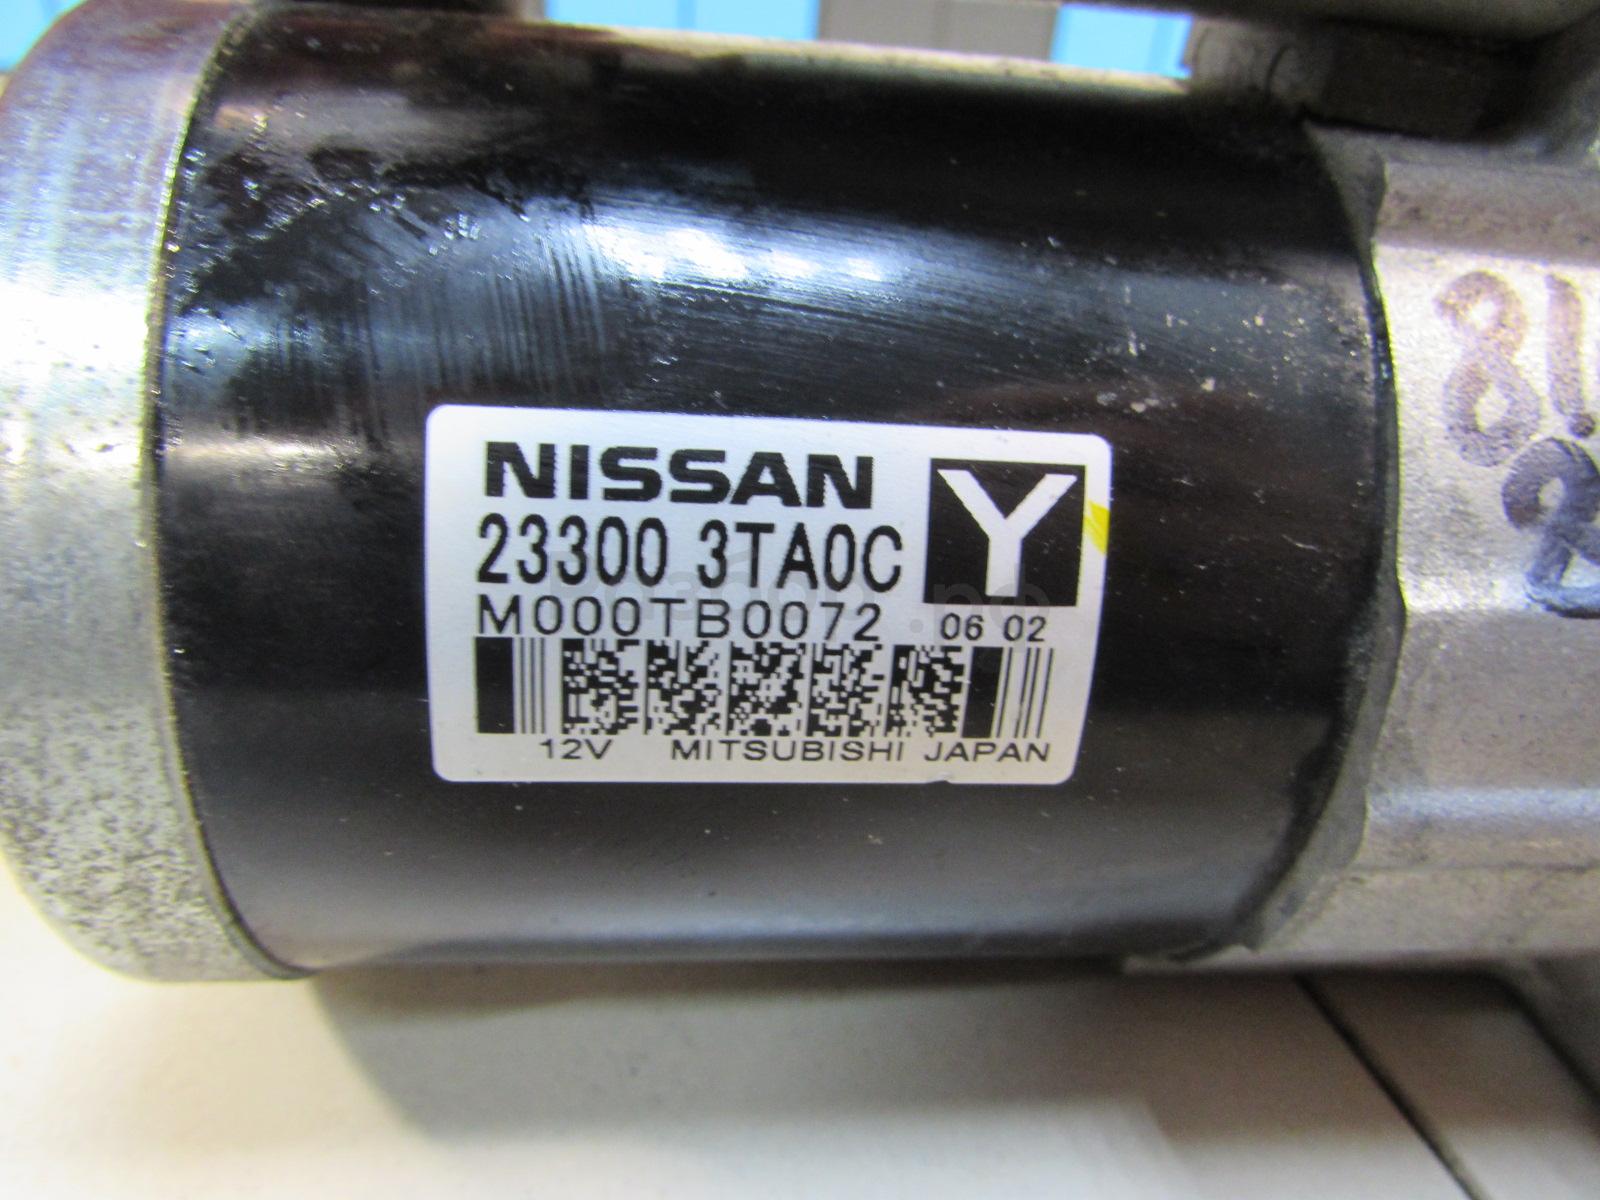 NISSAN
Y
23300 3TA0C
M000TB0072
06 02
12V MITSUBISHI JAPAN